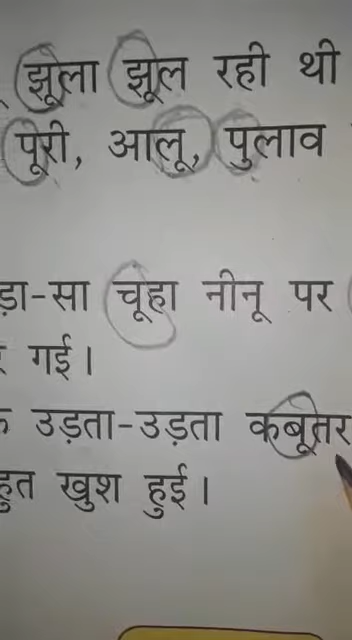 झूला झूल रही थी
पूरी, आलू, पुलाव
ड़ा-सा चूहा नीनू पर
गई।
उड़ता-उड़ता कबूतर
हुत खुश हुई।